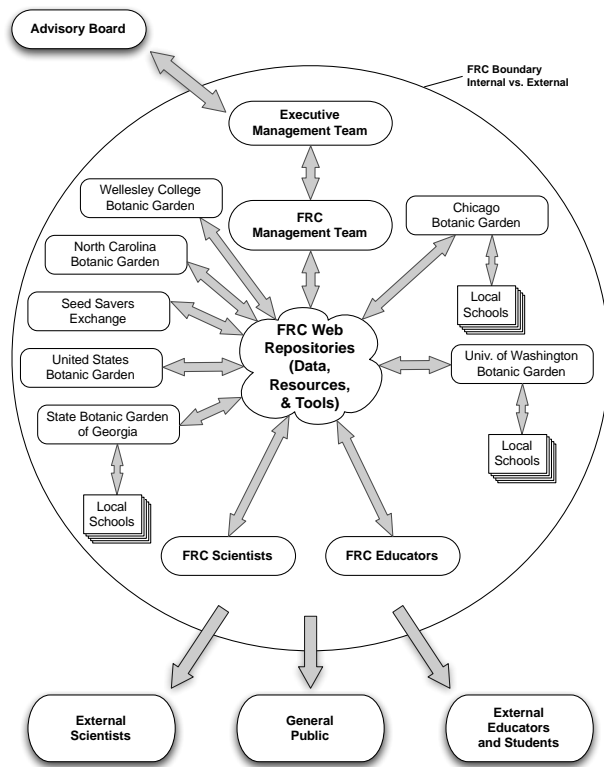 Advisory Board
FRC Boundary
Internal vs. External
Executive
Management Team
Wellesley College
Botanic Garden
FRC
Management Team
Chicago
Botanic Garden
North Carolina
Botanic Garden
Seed Savers
Exchange
Local
Schools
FRC Web
Repositories
(Data,
Resources,
& Tools)
United States
Botanic Garden
Univ. of Washington
Botanic Garden
State Botanic Garden
of Georgia
Local
Schools
Local
Schools
FRC Scientists
FRC Educators
External
Scientists
General
Public
External
Educators
and Students